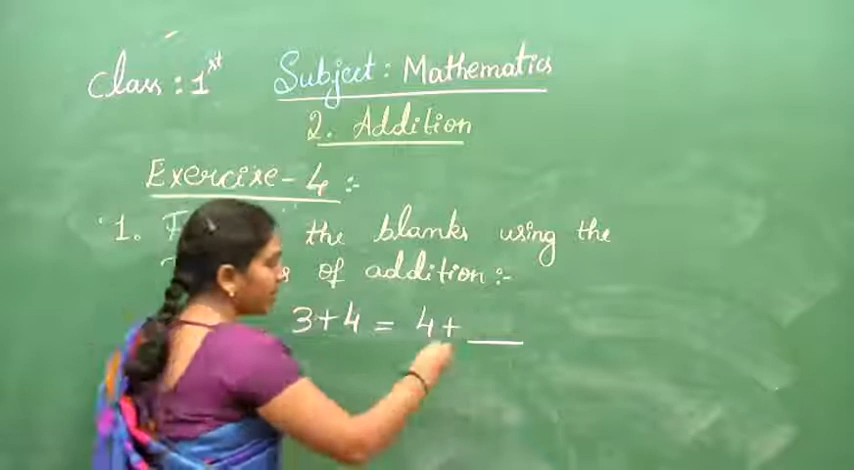 Class : 1st Subject : Mathematics
2. Addition
Exercise - 4 :-
1. the blanks using the
of addition :-
3+4 = 4+ ___